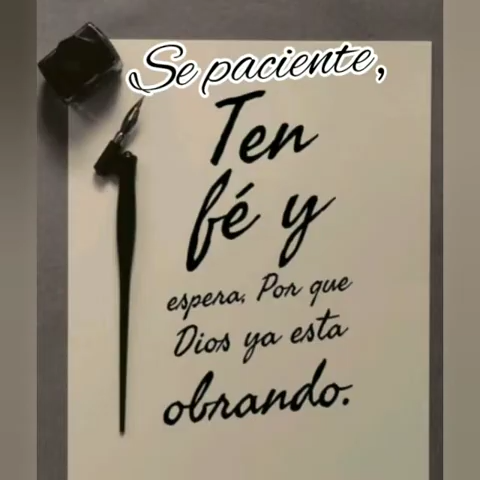 Se paciente,
Ten
fé y
espera. Por que
Dios ya esta
obrando.